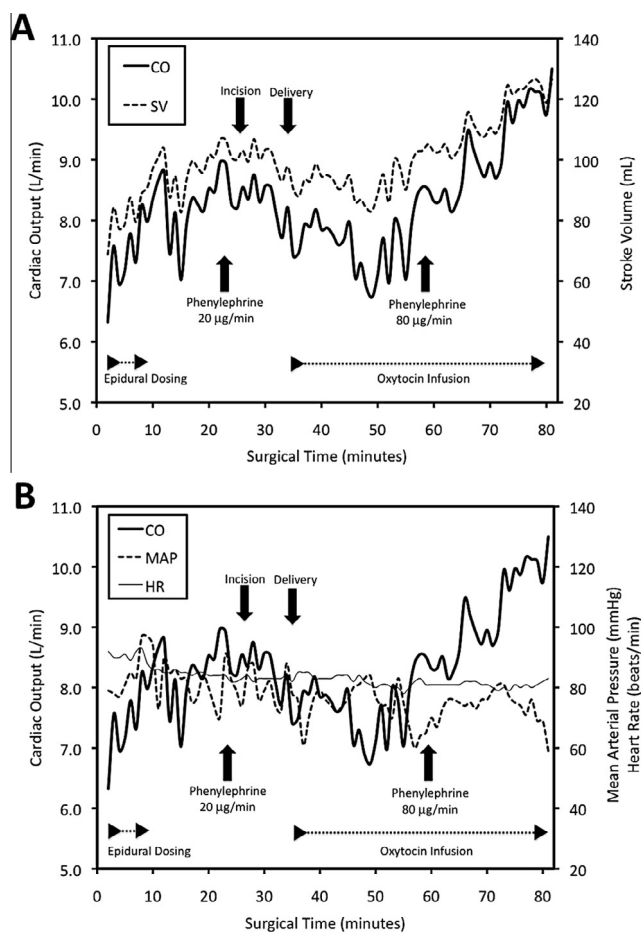 A
11.0
10.0
9.0
8.0
7.0
6.0
5.0
Cardiac Output (L/min)
CO
SV
Incision
Delivery
Phenylephrine
20 µg/min
Phenylephrine
80 µg/min
Epidural Dosing
Oxytocin Infusion
140
120
100
80
60
40
20
Stroke Volume (mL)
0 10 20 30 40 50 60 70 80
Surgical Time (minutes)
B
11.0
10.0
9.0
8.0
7.0
6.0
5.0
Cardiac Output (L/min)
CO
MAP
HR
Incision
Delivery
Phenylephrine
20 µg/min
Phenylephrine
80 µg/min
Epidural Dosing
Oxytocin Infusion
140
120
100
80
60
40
20
Mean Arterial Pressure (mmHg)
Heart Rate (beats/min)
0 10 20 30 40 50 60 70 80
Surgical Time (minutes)